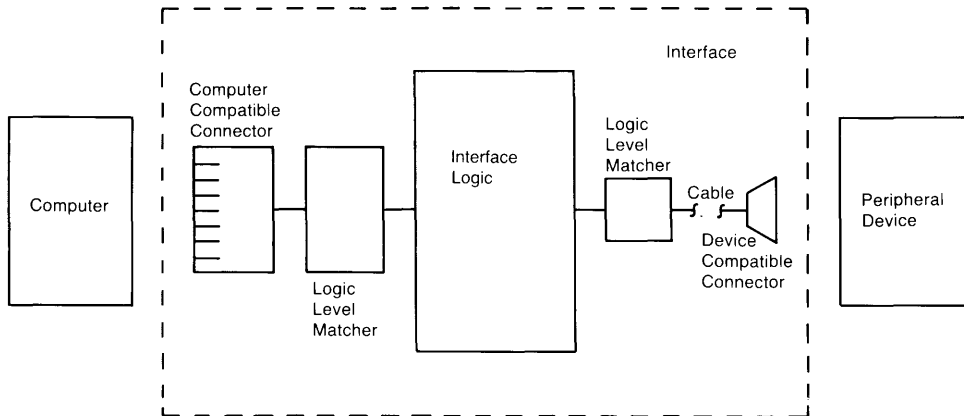 Interface
Computer
Compatible
Connector
Logic
Level
Matcher
Interface
Logic
Computer
Cable
Peripheral
Device
Device
Compatible
Connector
Logic
Level
Matcher